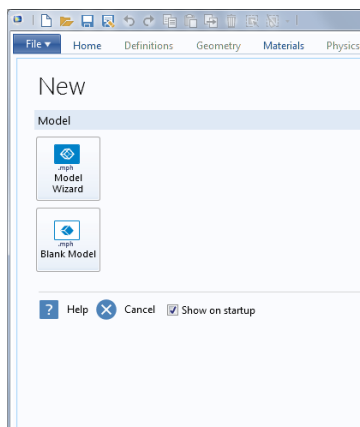 File Home Definitions Geometry Materials Physics
New
Model
.mph
Model
Wizard
.mph
Blank Model
? Help Cancel Show on startup